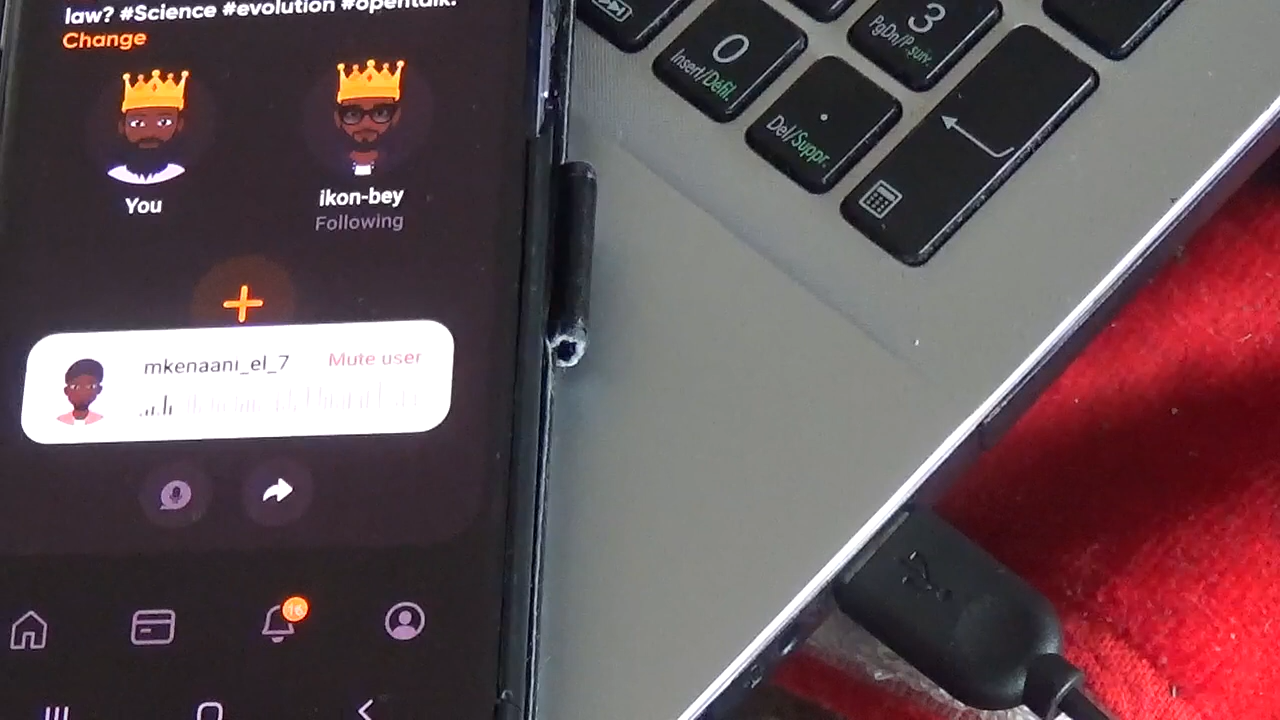 law? #Science #evolution #opentalk.
Change
You
ikon-bey
Following
mkenaani_el_7
Mute user
16
0
Insert/Défil.
3
PgDn/P.suiv.
.
Del/Suppr.